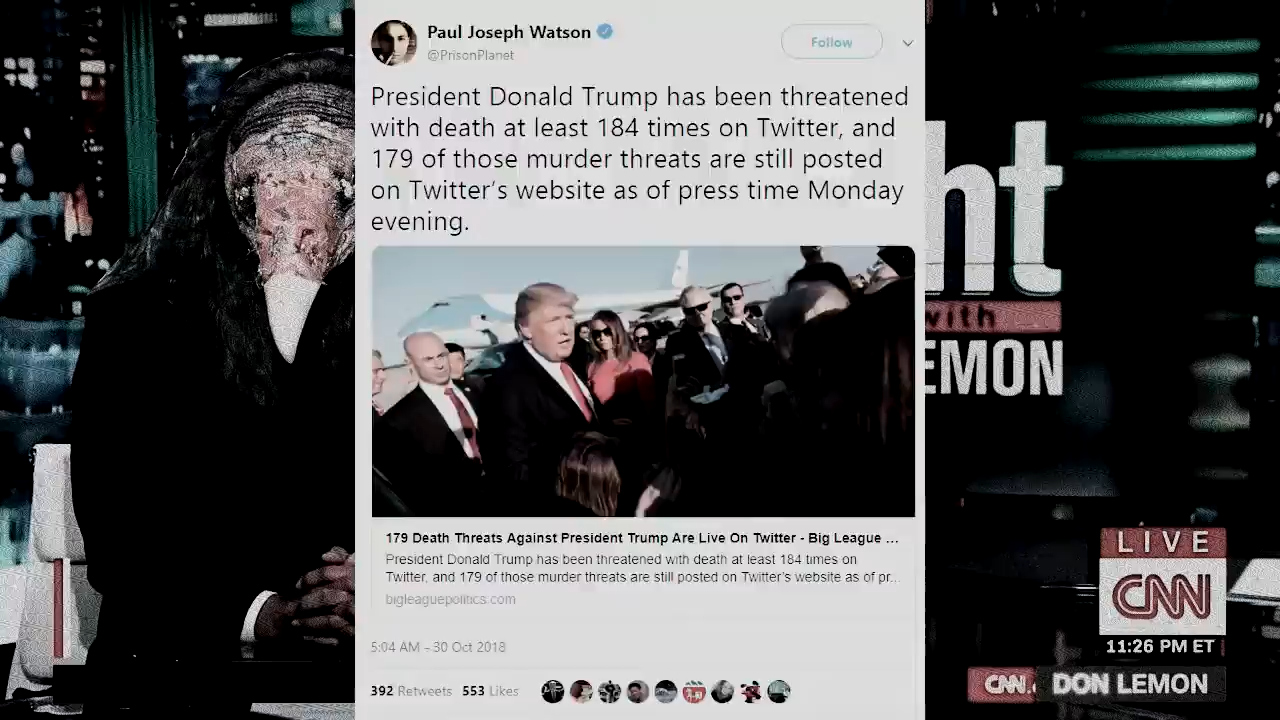 Paul Joseph Watson
@PrisonPlanet
Follow
President Donald Trump has been threatened
with death at least 184 times on Twitter, and
179 of those murder threats are still posted
on Twitter's website as of press time Monday
evening.
179 Death Threats Against President Trump Are Live On Twitter - Big League ...
President Donald Trump has been threatened with death at least 184 times on
Twitter, and 179 of those murder threats are still posted on Twitter's website as of pr...
bigleaguepolitics.com
5:04 AM - 30 Oct 2018
392 Retweets 553 Likes
ht
with
EMON
LIVE
CNN
11:26 PM ET
CNN
DON LEMON